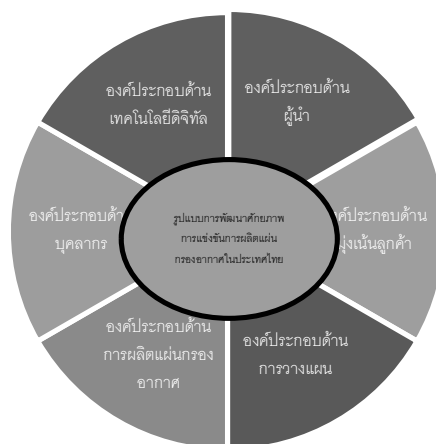 องค์ประกอบด้าน
เทคโนโลยีดิจิทัล
องค์ประกอบด้าน
ผู้นำ
องค์ประกอบด้
บุคลากร
รูปแบบการพัฒนาศักยภาพ
การแข่งขันการผลิตแผ่น
กรองอากาศในประเทศไทย
งค์ประกอบด้าน
มุ่งเน้นลูกค้า
องค์ประกอบด้าน
การผลิตแผ่นกรอง
อากาศ
องค์ประกอบด้าน
การวางแผน